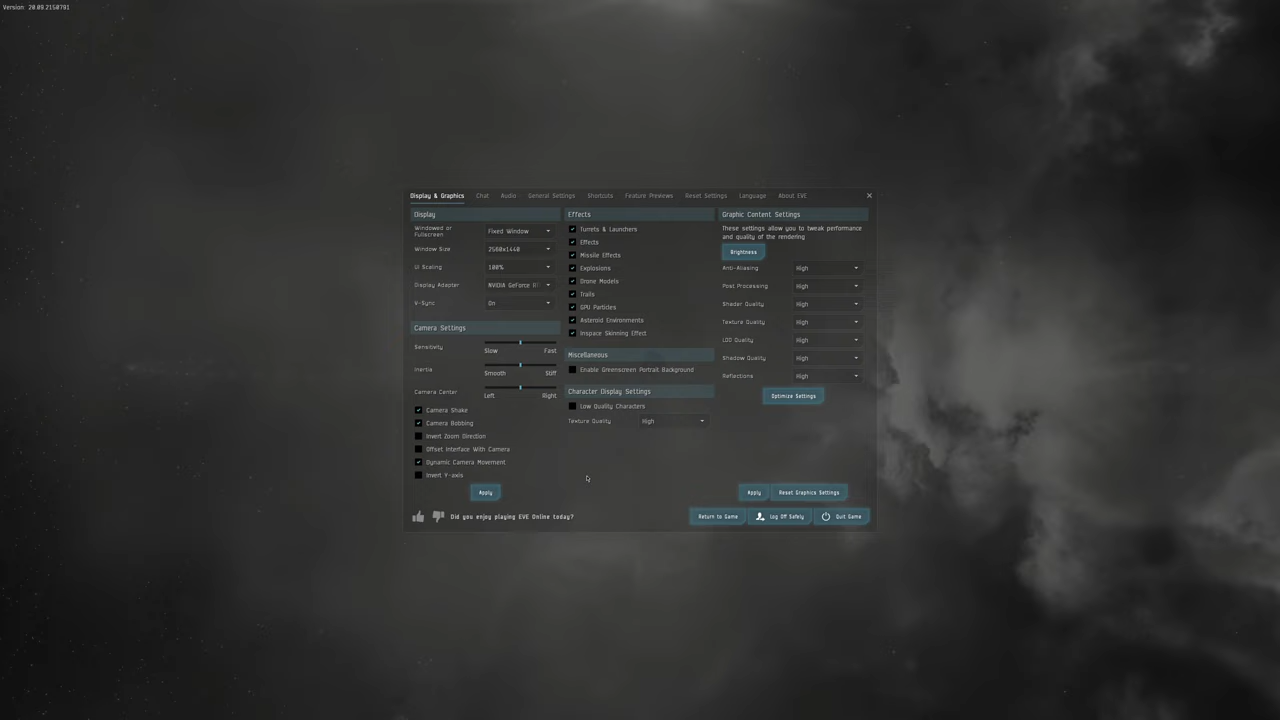 Version: 20.09.2150791
Display & Graphics
Chat
Audio
General Settings
Shortcuts
Feature Previews
Reset Settings
Language
About EVE
Display
Windowed or
Fullscreen
Fixed Window
Window Size
2560x1440
UI Scaling
100%
Display Adapter
NVIDIA GeForce
V-Sync
On
Camera Settings
Sensitivity
Slow
Fast
Inertia
Smooth
Stiff
Camera Center
Left
Right
Camera Shake
Camera Bobbing
Invert Zoom Direction
Offset Interface With Camera
Dynamic Camera Movement
Invert Y-axis
Apply
Effects
Turrets & Launchers
Effects
Missile Effects
Explosions
Drone Models
Trails
GPU Particles
Asteroid Environments
Inspace Skinning Effect
Miscellaneous
Enable Greenscreen Portrait Background
Character Display Settings
Low Quality Characters
Texture Quality
High
Graphic Content Settings
These settings allow you to tweak performance
and quality of the rendering
Brightness
Anti-Aliasing
High
Post Processing
High
Shader Quality
High
Texture Quality
High
LOD Quality
High
Shadow Quality
High
Reflections
High
Optimize Settings
Apply
Reset Graphics Settings
Did you enjoy playing EVE Online today?
Return to Game
Log Off Safely
Quit Game